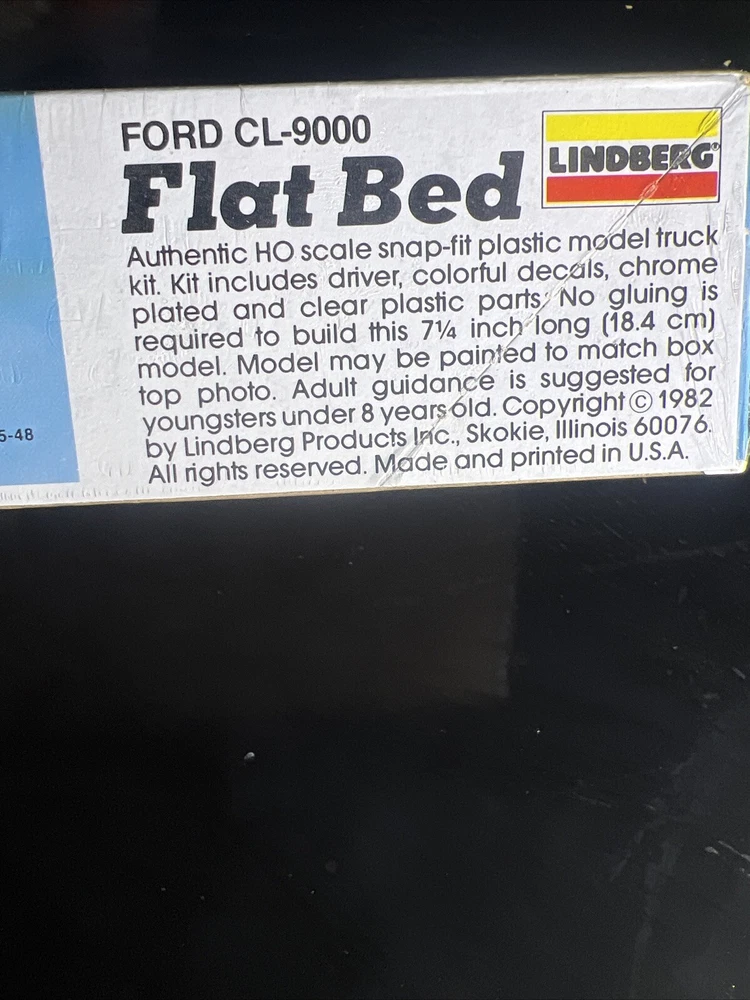 FORD CL-9000
Flat Bed
LINDBERG®
Authentic HO scale snap-fit plastic model truck
kit. Kit includes driver, colorful decals, chrome
plated and clear plastic parts. No gluing is
required to build this 7¼ inch long (18.4 cm)
model. Model may be painted to match box
top photo. Adult guidance is suggested for
youngsters under 8 years old. Copyright © 1982
by Lindberg Products Inc., Skokie, Illinois 60076.
All rights reserved. Made and printed in U.S.A.
5-48